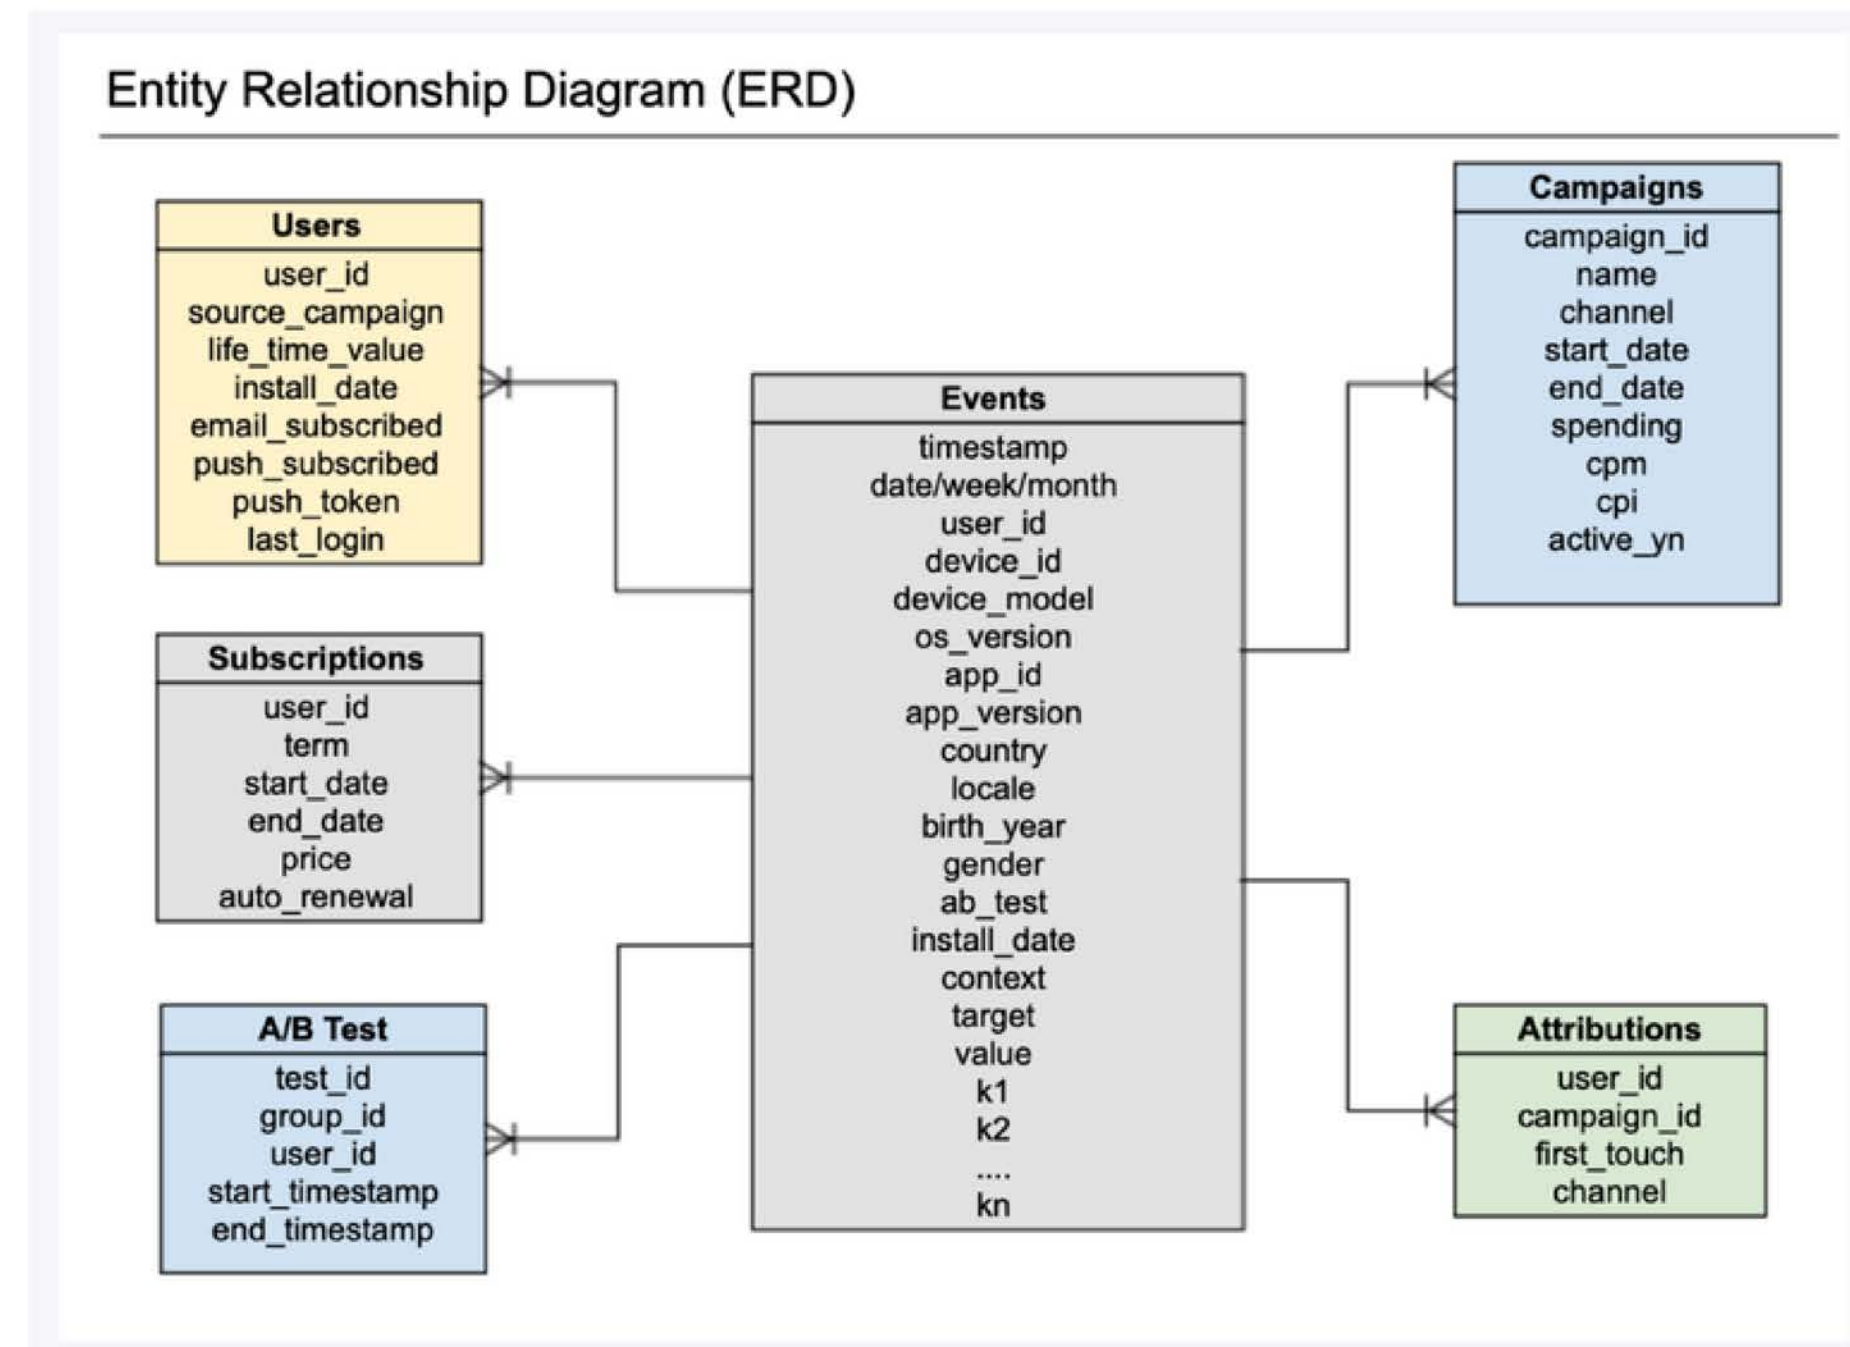 Entity Relationship Diagram (ERD)
Users
user_id
source_campaign
life_time_value
install_date
email_subscribed
push_subscribed
push_token
last_login
Subscriptions
user_id
term
start_date
end_date
price
auto_renewal
A/B Test
test_id
group_id
user_id
start_timestamp
end_timestamp
Events
timestamp
date/week/month
user_id
device_id
device_model
os_version
app_id
app_version
country
locale
birth_year
gender
ab_test
install_date
context
target
value
k1
k2
....
kn
Campaigns
campaign_id
name
channel
start_date
end_date
spending
cpm
cpi
active_yn
Attributions
user_id
campaign_id
first_touch
channel